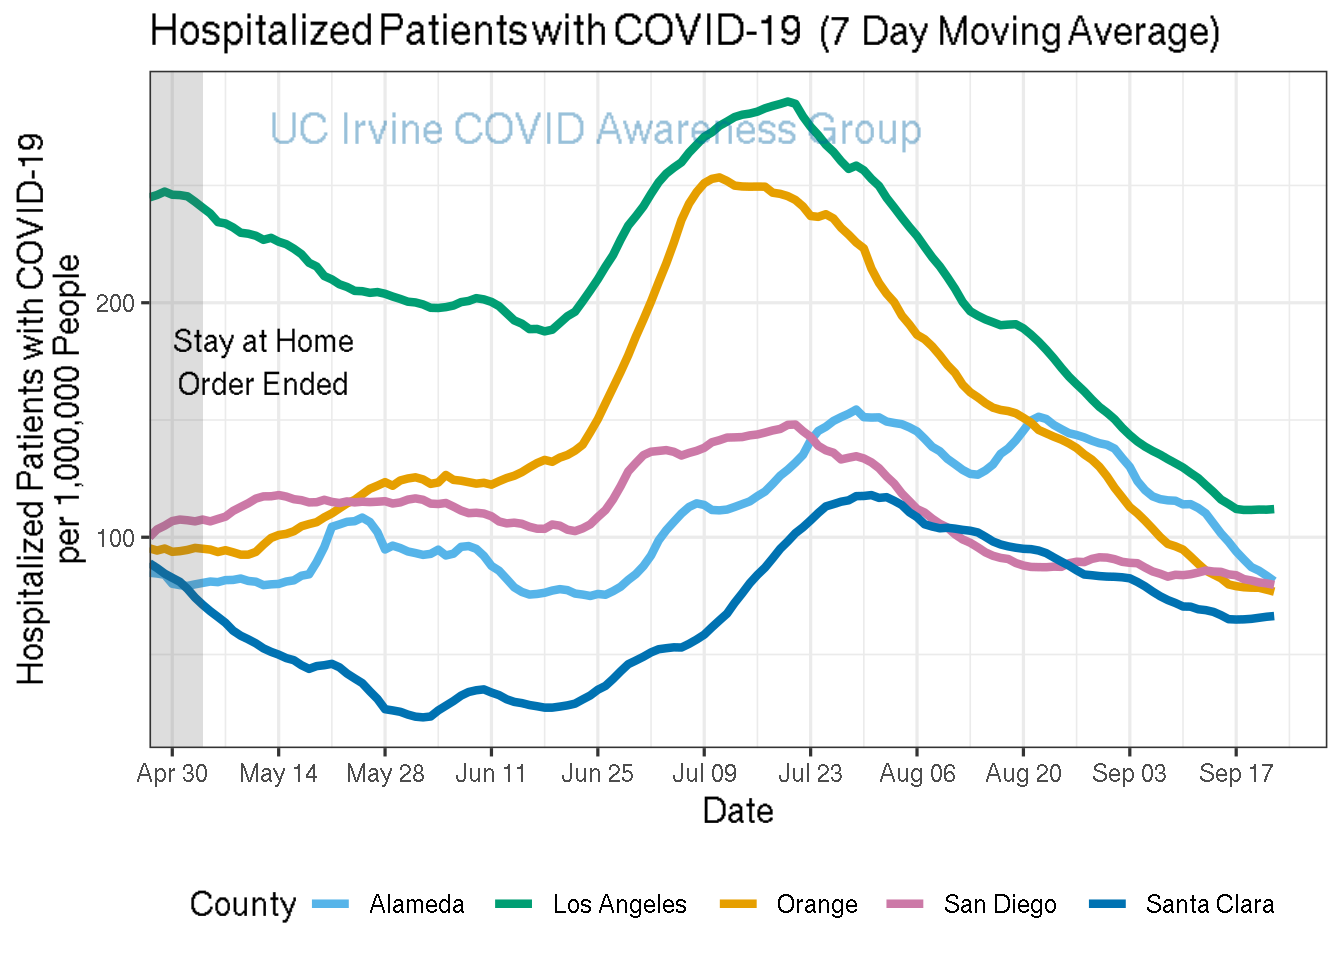 Hospitalized Patients with COVID-19 (7 Day Moving Average)
UC Irvine COVID Awareness Group
Hospitalized Patients with COVID-19
per 1,000,000 People
200
100
Stay at Home
Order Ended
Apr 30 May 14 May 28 Jun 11 Jun 25 Jul 09 Jul 23 Aug 06 Aug 20 Sep 03 Sep 17
Date
County Alameda Los Angeles Orange San Diego Santa Clara